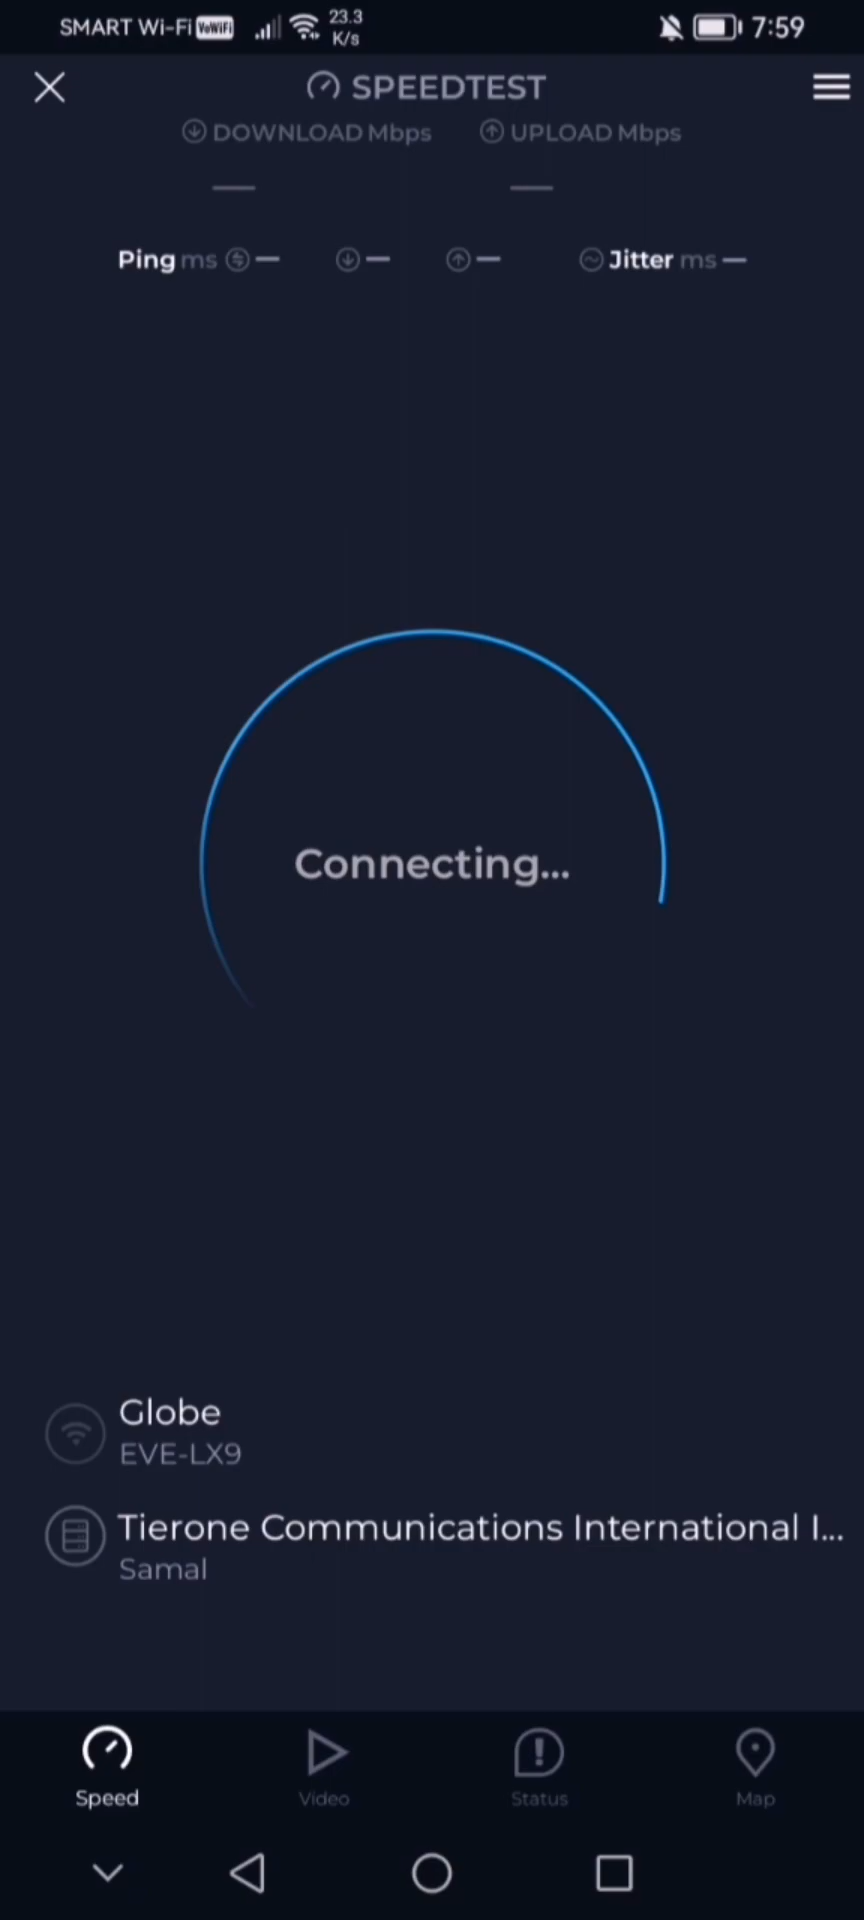 SMART Wi-Fi VoWiFi 23.3 K/s 7:59
SPEEDTEST
DOWNLOAD Mbps UPLOAD Mbps
Ping ms — — — Jitter ms —
Connecting...
Globe
EVE-LX9
Tierone Communications International I...
Samal
Speed Video Status Map